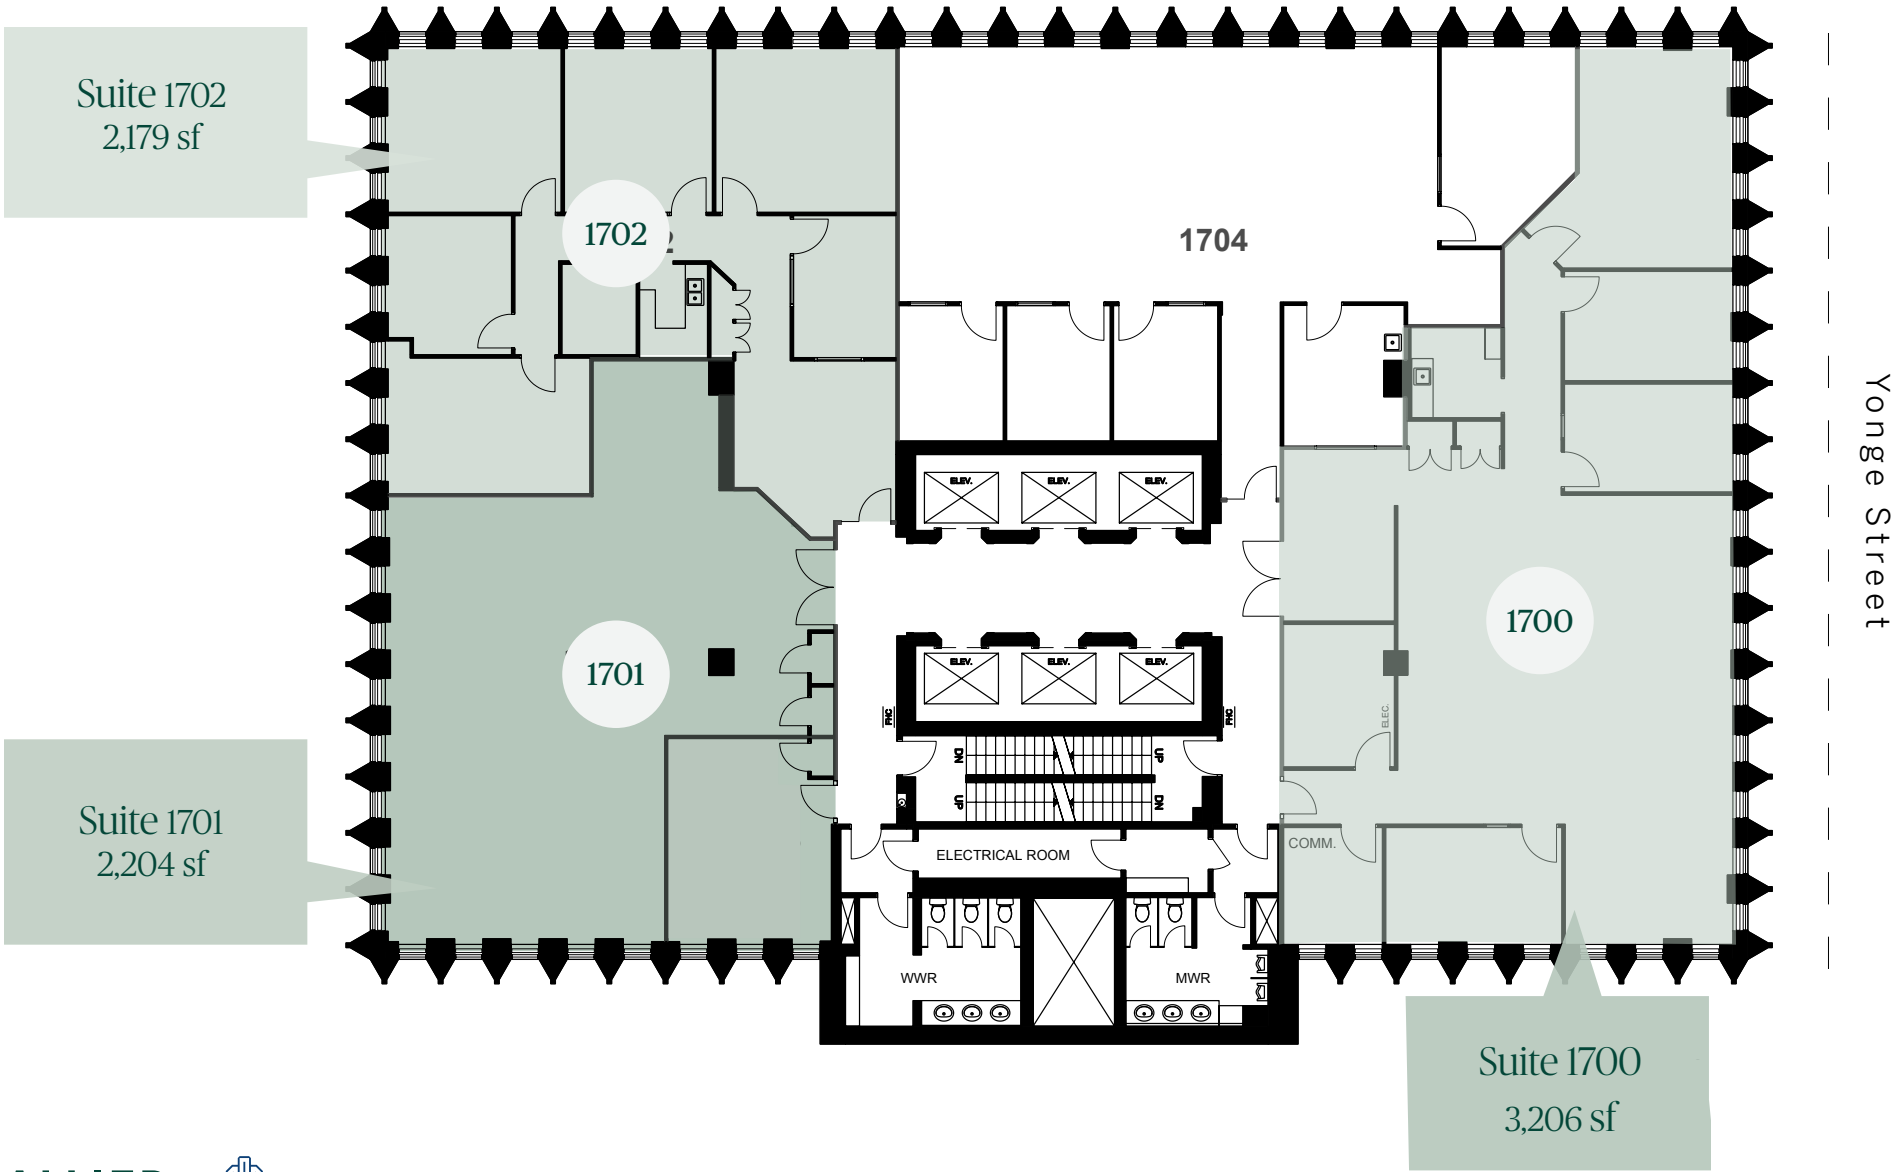 Suite 1702
2,179 sf
1702
1704
Yonge Street
ELEV.
ELEV.
ELEV.
1700
1701
ELEV.
ELEV.
ELEV.
FHC
FHC
ELEC.
DN
UP
UP
DN
Suite 1701
2,204 sf
ELECTRICAL ROOM
COMM.
WWR
MWR
Suite 1700
3,206 sf